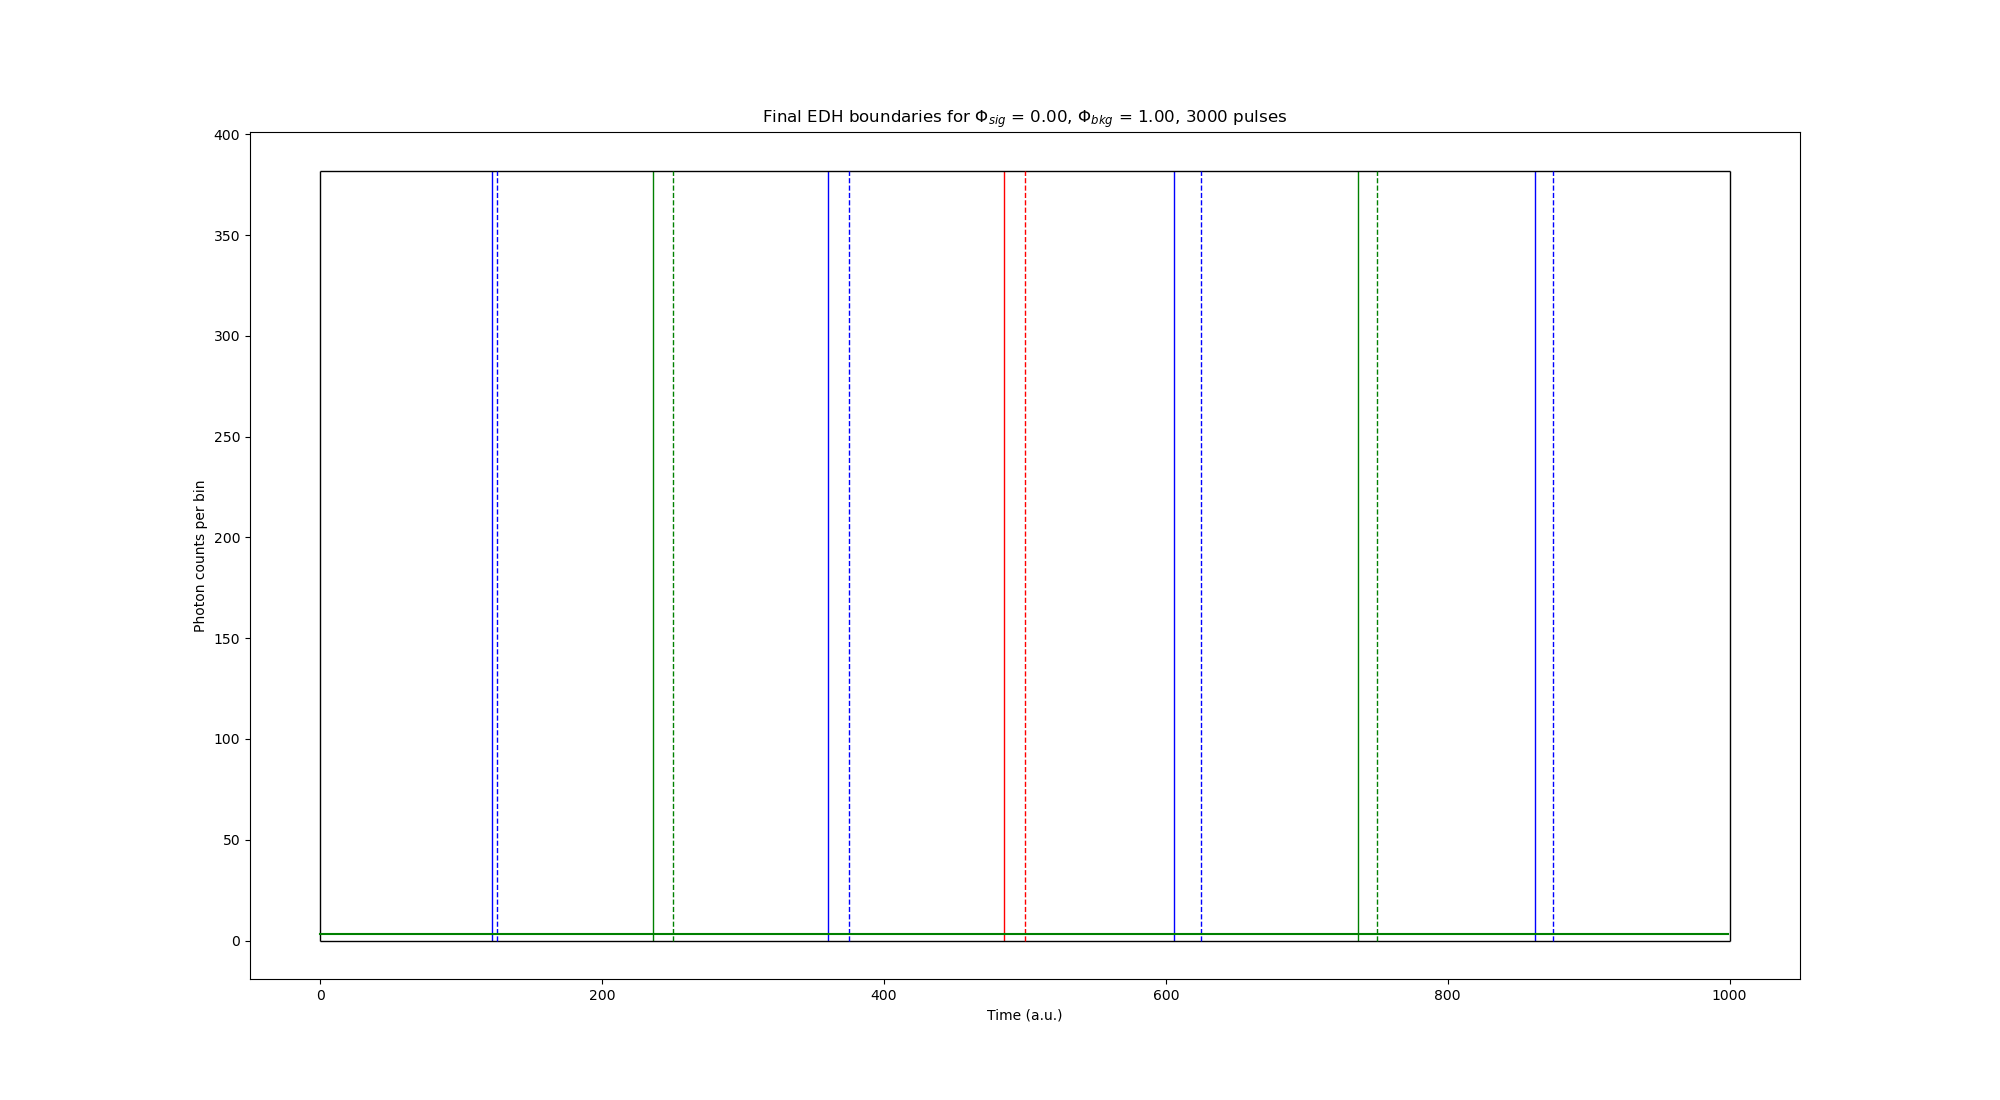 Final EDH boundaries for Φsig = 0.00, Φbkg = 1.00, 3000 pulses
400
350
300
250
200
150
100
50
0
Photon counts per bin
0 200 400 600 800 1000
Time (a.u.)